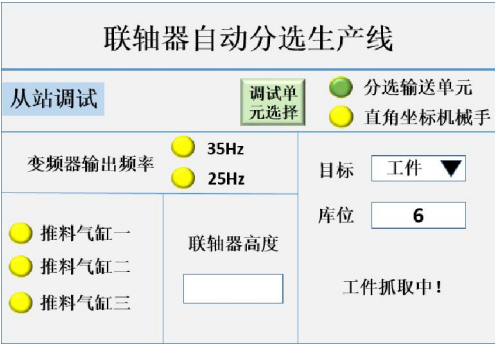 联轴器自动分选生产线
从站调试
调试单
元选择
分选输送单元
直角坐标机械手
变频器输出频率
35Hz
25Hz
目标 工件
库位 6
推料气缸一
推料气缸二
推料气缸三
联轴器高度
工件抓取中！